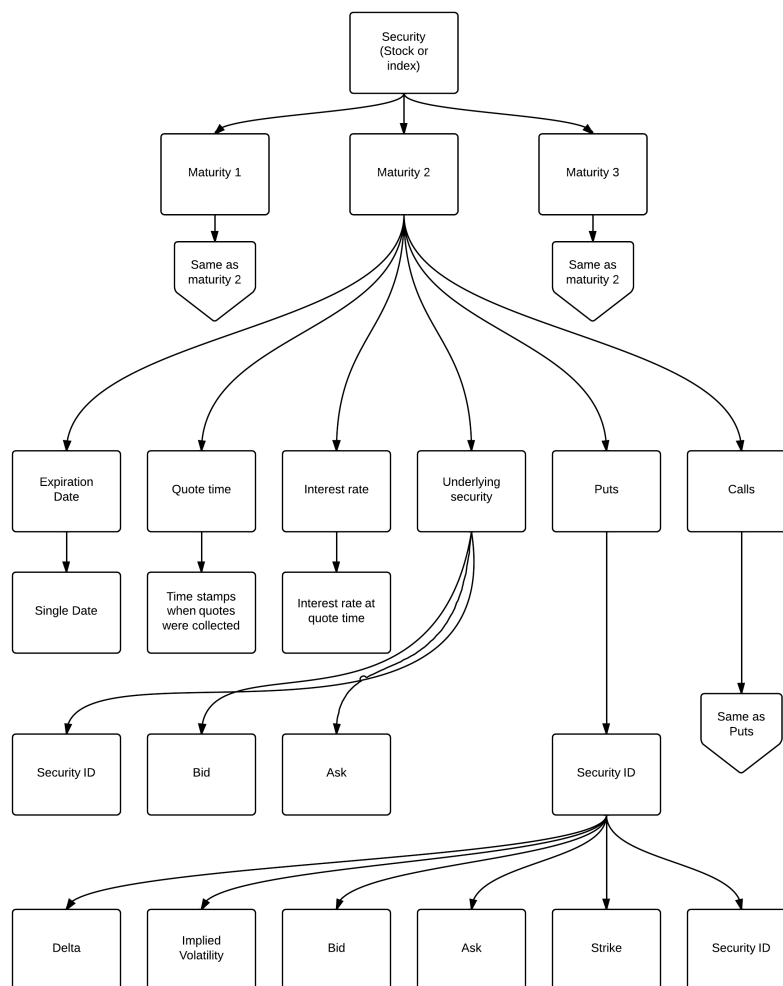 Security
(Stock or
index)
Maturity 1
Maturity 2
Maturity 3
Same as
maturity 2
Same as
maturity 2
Expiration
Date
Quote time
Interest rate
Underlying
security
Puts
Calls
Single Date
Time stamps
when quotes
were collected
Interest rate at
quote time
Same as
Puts
Security ID
Bid
Ask
Security ID
Delta
Implied
Volatility
Bid
Ask
Strike
Security ID